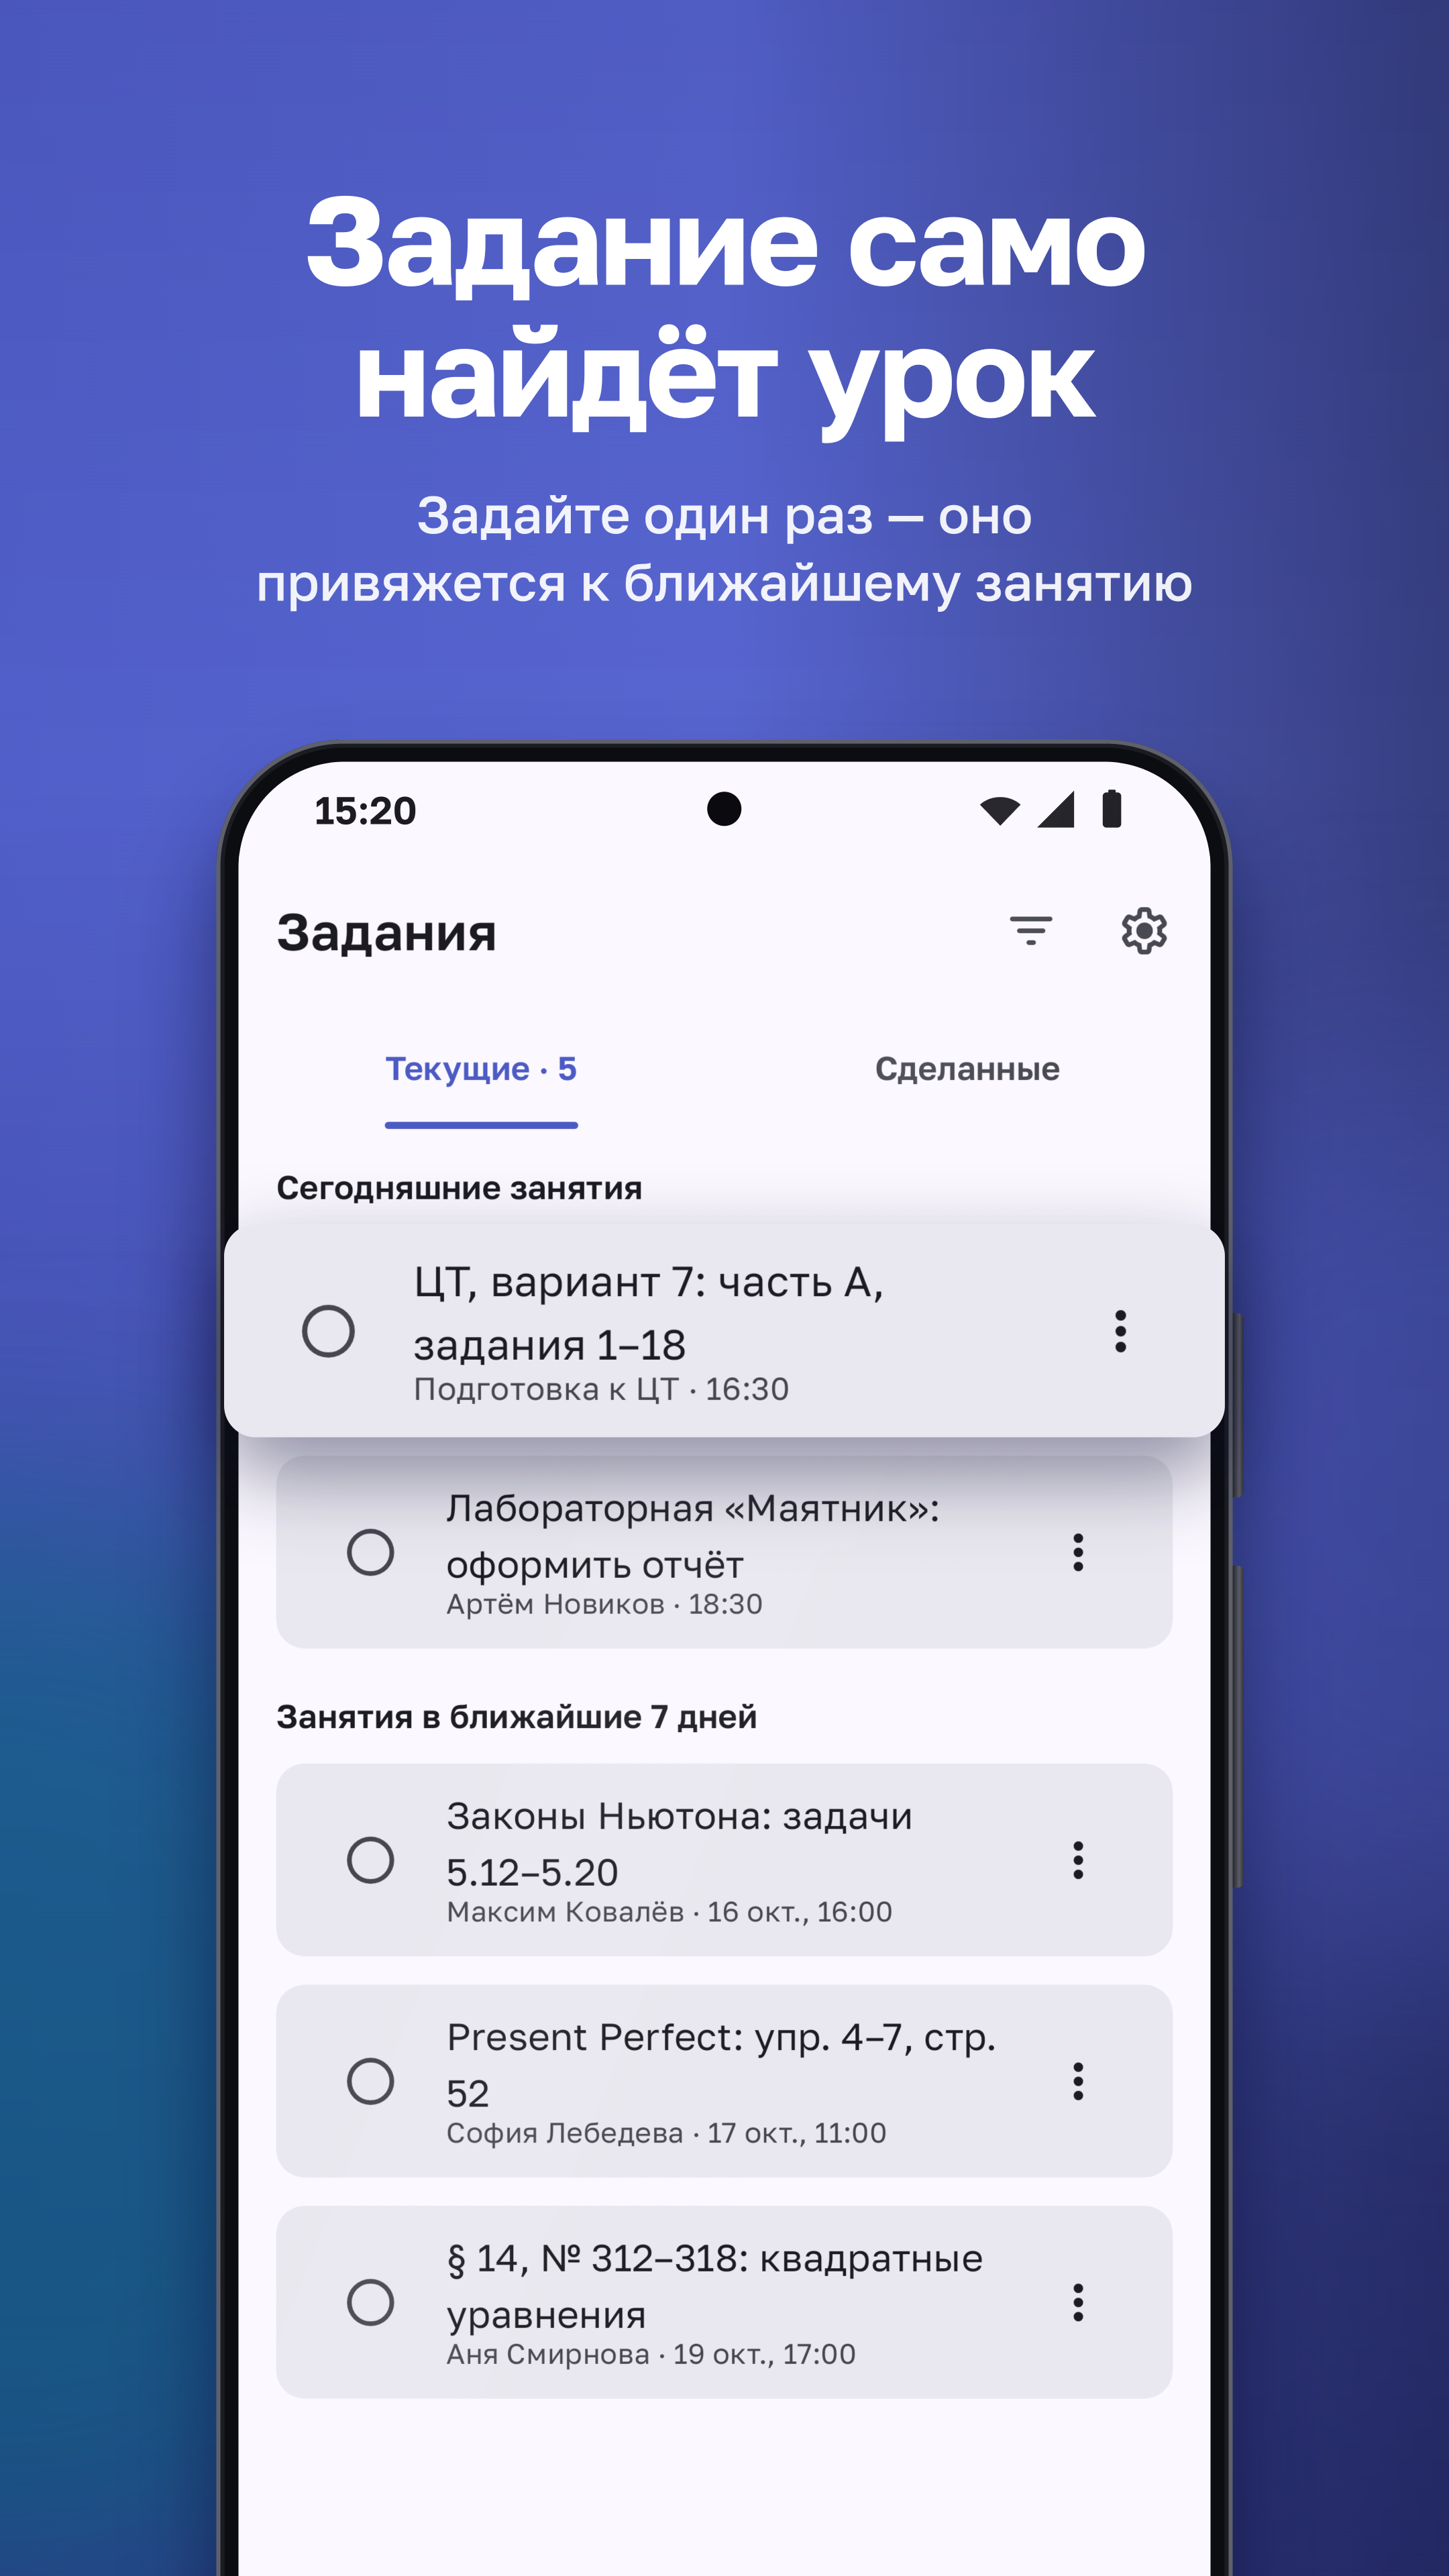 Задание само
найдёт урок
Задайте один раз — оно
привяжется к ближайшему занятию
15:20
Задания
Текущие · 5
Сделанные
Сегодняшние занятия
ЦТ, вариант 7: часть А,
задания 1–18
Подготовка к ЦТ · 16:30
Лабораторная «Маятник»:
оформить отчёт
Артём Новиков · 18:30
Занятия в ближайшие 7 дней
Законы Ньютона: задачи
5.12–5.20
Максим Ковалёв · 16 окт., 16:00
Present Perfect: упр. 4–7, стр.
52
София Лебедева · 17 окт., 11:00
§ 14, № 312–318: квадратные
уравнения
Аня Смирнова · 19 окт., 17:00